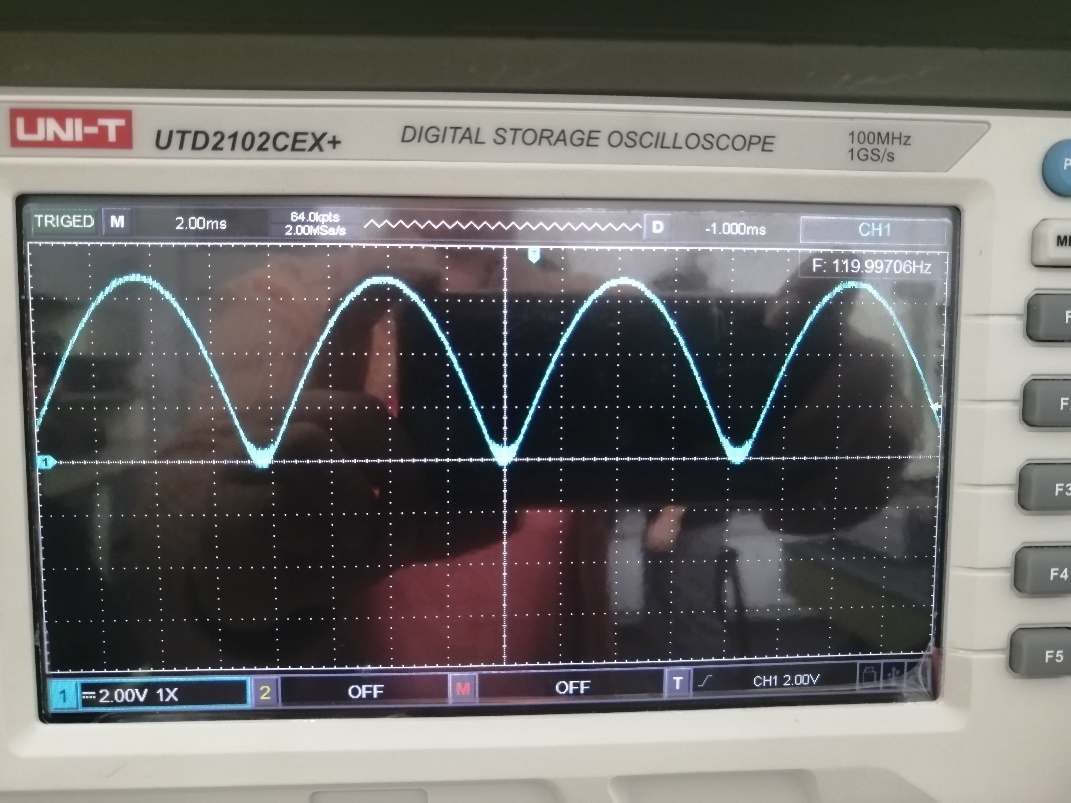 UNI-T UTD2102CEX+ DIGITAL STORAGE OSCILLOSCOPE 100MHz
1GS/s
TRIGED M 2.00ms 64.0kpts D -1.000ms CH1
2.00MSa/s
T
F: 119.99706Hz
1
F3
F4
F5
1 2.00V 1X 2 OFF M OFF T CH1 2.00V